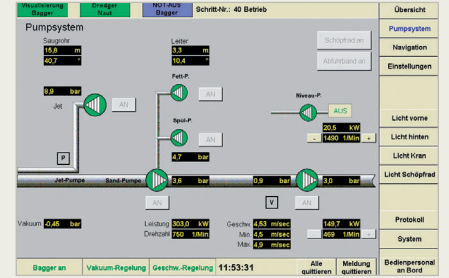 Visualisierung Bagger
Dredger Naut
NOT-AUS Bagger
Schritt-Nr.: 40 Betrieb
Übersicht
Pumpsystem
Saugrohr
15,8 m
40,7 °
Leiter
3,3 m
10,4 °
Schöpfrad an
Abführband an
Pumpsystem
Navigation
Einstellungen
Fett-P.
AN
8,9 bar
Jet
AN
Niveau-P.
AUS
20,5 kW
- 1490 1/Min +
Spül-P.
AN
4,7 bar
Licht vorne
Licht hinten
Licht Kran
Licht Schöpfrad
P
Jet-Pumpe
Sand-Pumpe
3,6 bar
0,9 bar
3,0 bar
AN
V
AN
Vakuum -0,45 bar
Leistung 303,0 kW
Drehzahl 750 1/Min
Geschw. 4,53 m/sec
Min. 4,5 m/sec
Max. 4,9 m/sec
149,7 kW
- 469 1/Min +
Protokoll
System
Bagger an
Vakuum-Regelung
Geschw.-Regelung
11:53:31
Alle quittieren
Meldung quittieren
Bedienpersonal an Bord